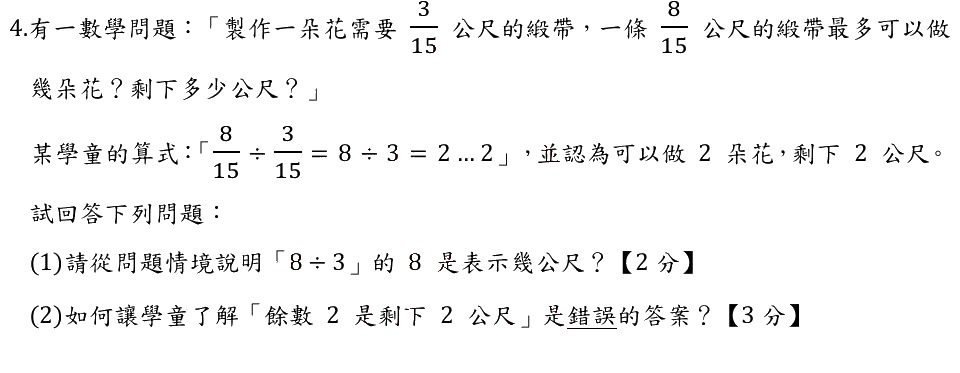 4.有一數學問題：「製作一朵花需要 3/15 公尺的緞帶，一條 8/15 公尺的緞帶最多可以做
幾朵花？剩下多少公尺？」
某學童的算式：「8/15 ÷ 3/15 = 8 ÷ 3 = 2 … 2」，並認為可以做 2 朵花，剩下 2 公尺。
試回答下列問題：
(1)請從問題情境說明「8 ÷ 3」的 8 是表示幾公尺？【2 分】
(2)如何讓學童了解「餘數 2 是剩下 2 公尺」是錯誤的答案？【3 分】